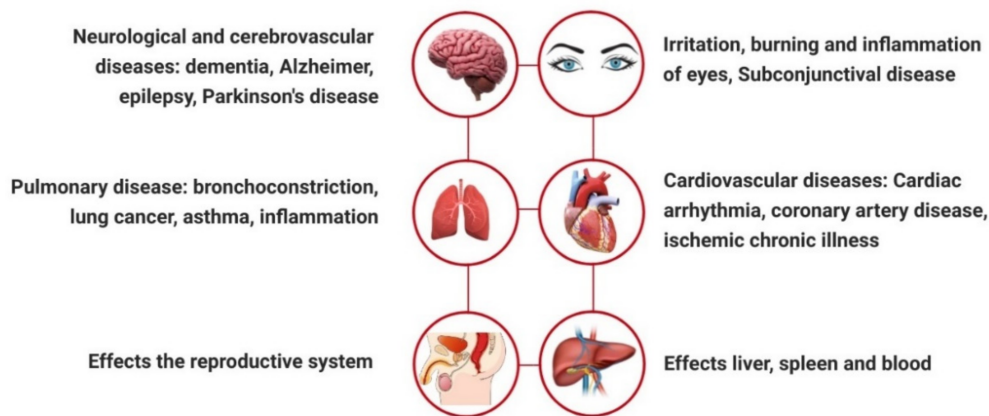 Neurological and cerebrovascular
diseases: dementia, Alzheimer,
epilepsy, Parkinson's disease
Irritation, burning and inflammation
of eyes, Subconjunctival disease
Pulmonary disease: bronchoconstriction,
lung cancer, asthma, inflammation
Cardiovascular diseases: Cardiac
arrhythmia, coronary artery disease,
ischemic chronic illness
Effects the reproductive system
Effects liver, spleen and blood